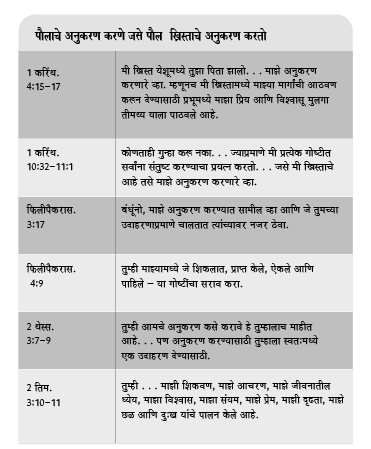 पौलाचे अनुकरण करणे जसे पौल ख्रिस्ताचे अनुकरण करतो
1 करिंथ.
4:15–17
मी ख्रिस्त येशूमध्ये तुझा पिता झालो. . . माझे अनुकरण
करणारे व्हा. म्हणूनच मी ख्रिस्तामध्ये माझ्या मार्गांची आठवण
करून देण्यासाठी प्रभूमध्ये माझा प्रिय आणि विश्वासू मुलगा
तीमथ्य याला पाठवले आहे.
1 करिंथ.
10:32–11:1
कोणताही गुन्हा करू नका. . . ज्याप्रमाणे मी प्रत्येक गोष्टीत
सर्वांना संतुष्ट करण्याचा प्रयत्न करतो. . . जसे मी ख्रिस्ताचे
आहे तसे माझे अनुकरण करणारे व्हा.
फिलीपैकरास.
3:17
बंधूंनो, माझे अनुकरण करण्यात सामील व्हा आणि जे तुमच्या
उदाहरणाप्रमाणे चालतात त्यांच्यावर नजर ठेवा.
फिलीपैकरास.
4:9
तुम्ही माझ्यामध्ये जे शिकलात, प्राप्त केले, ऐकले आणि
पाहिले – या गोष्टींचा सराव करा.
2 थेस्स.
3:7–9
तुम्ही आमचे अनुकरण कसे करावे हे तुम्हालाच माहीत
आहे. . . पण अनुकरण करण्यासाठी तुम्हाला स्वतःमध्ये
एक उदाहरण देण्यासाठी.
2 तिम.
3:10–11
तुम्ही . . . माझी शिकवण, माझे आचरण, माझे जीवनातील
ध्येय, माझा विश्वास, माझा संयम, माझे प्रेम, माझी दृढता, माझे
छळ आणि दुःख यांचे पालन केले आहे.